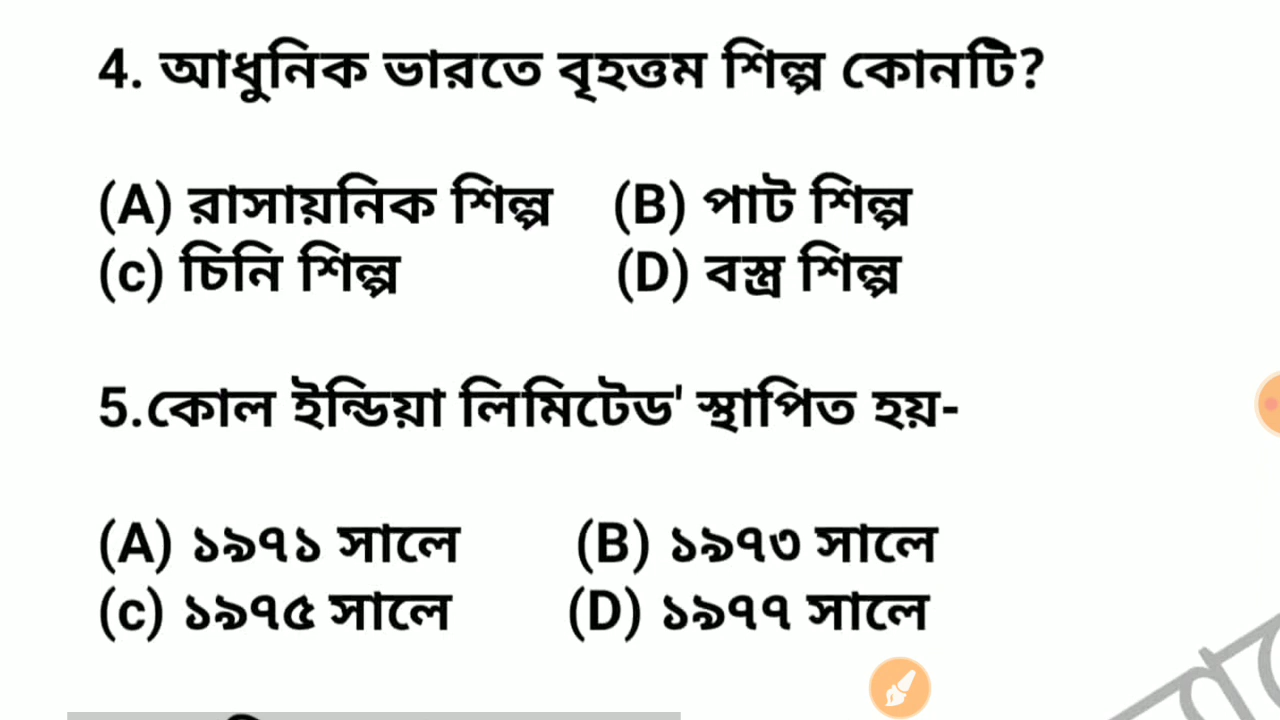 4. আধুনিক ভারতে বৃহত্তম শিল্প কোনটি?
(A) রাসায়নিক শিল্প (B) পাট শিল্প
(c) চিনি শিল্প (D) বস্ত্র শিল্প
5.কোল ইন্ডিয়া লিমিটেড' স্থাপিত হয়-
(A) ১৯৭১ সালে (B) ১৯৭৩ সালে
(c) ১৯৭৫ সালে (D) ১৯৭৭ সালে